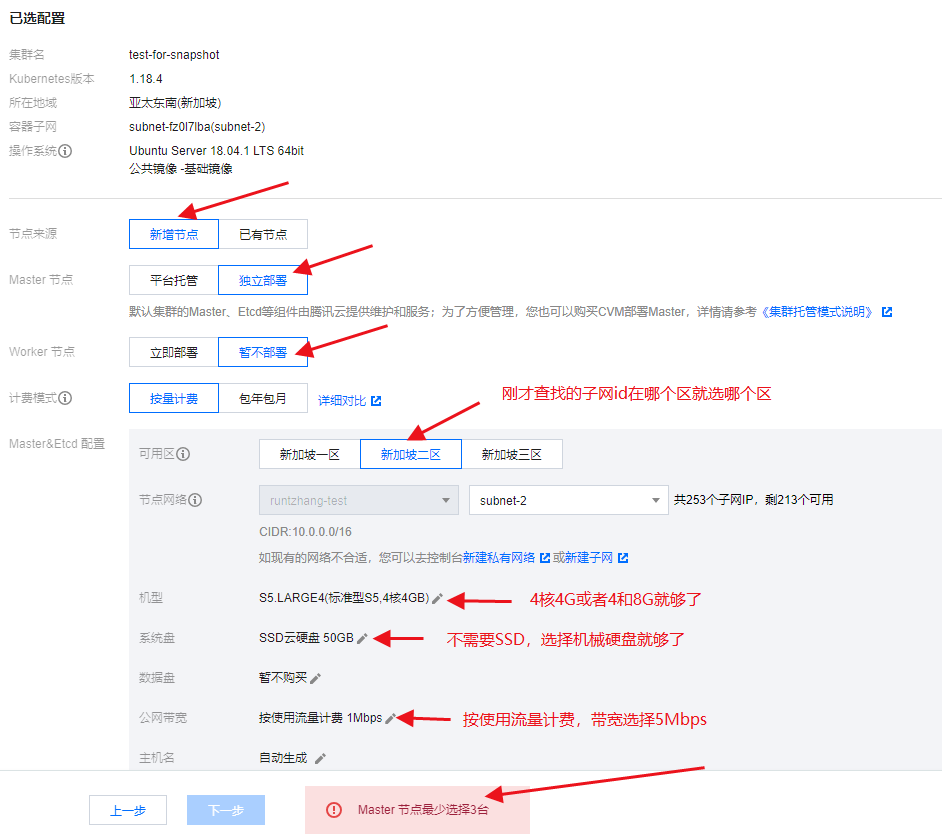 已选配置
集群名 test-for-snapshot
Kubernetes版本 1.18.4
所在地域 亚太东南(新加坡)
容器子网 subnet-fz0l7lba(subnet-2)
操作系统 Ubuntu Server 18.04.1 LTS 64bit
公共镜像 -基础镜像
节点来源 新增节点 已有节点
Master 节点 平台托管 独立部署
默认集群的Master、Etcd等组件由腾讯云提供维护和服务；为了方便管理，您也可以购买CVM部署Master，详情请参考《集群托管模式说明》
Worker 节点 立即部署 暂不部署
计费模式 按量计费 包年包月 详细对比
刚才查找的子网id在哪个区就选哪个区
Master&Etcd 配置
可用区 新加坡一区 新加坡二区 新加坡三区
节点网络 runtzhang-test subnet-2 共253个子网IP，剩213个可用
CIDR:10.0.0.0/16
如现有的网络不合适，您可以去控制台新建私有网络 或新建子网
机型 S5.LARGE4(标准型S5,4核4GB) 4核4G或者4和8G就够了
系统盘 SSD云硬盘 50GB 不需要SSD，选择机械硬盘就够了
数据盘 暂不购买
公网带宽 按使用流量计费 1Mbps 按使用流量计费，带宽选择5Mbps
主机名 自动生成
上一步 下一步 Master 节点最少选择3台